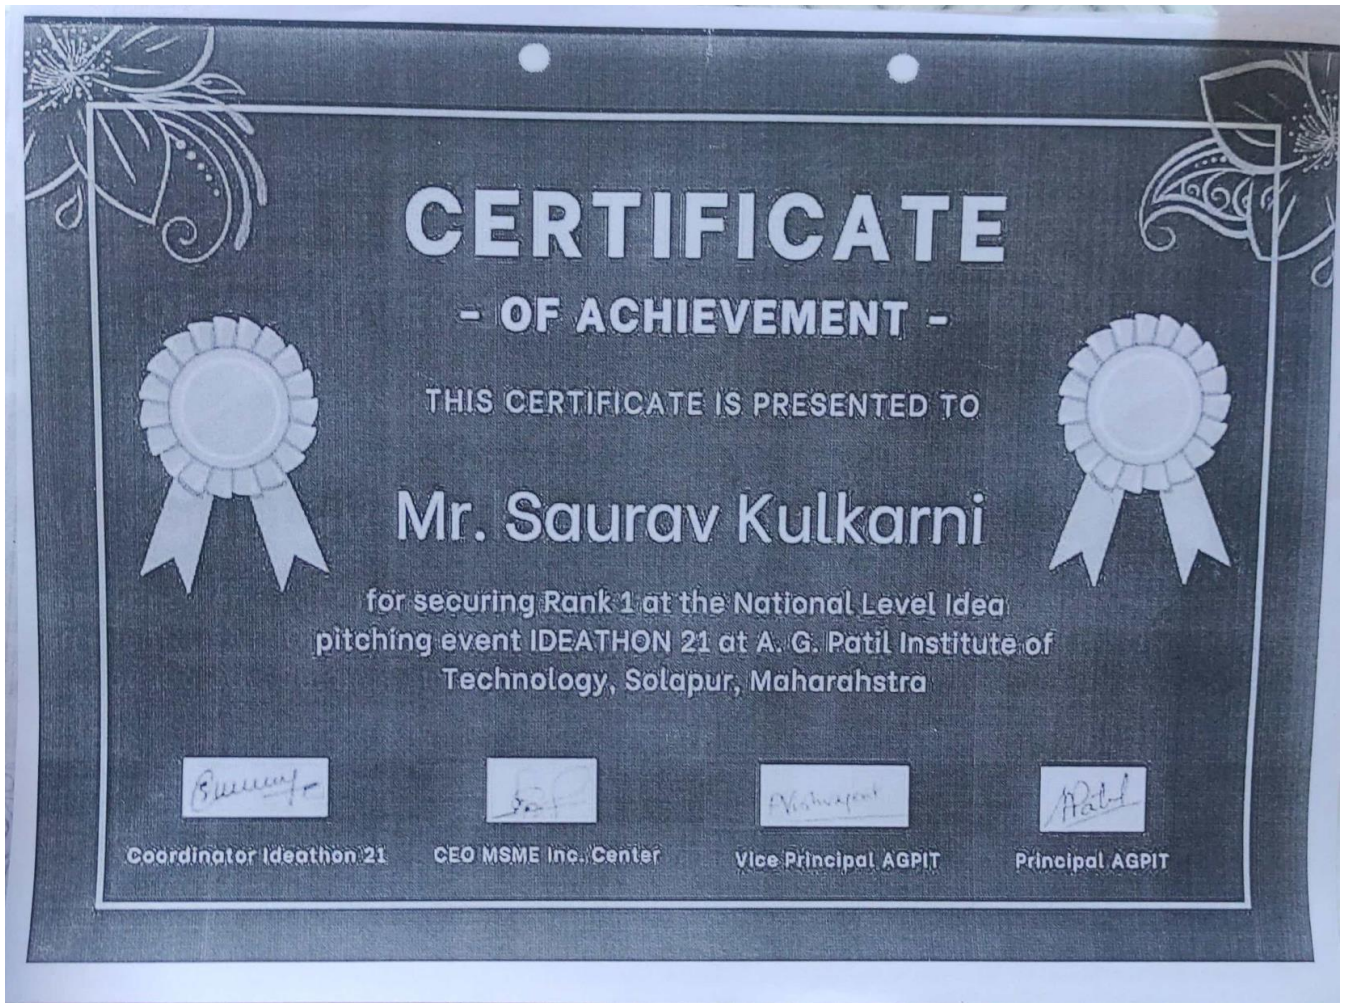 CERTIFICATE
- OF ACHIEVEMENT -
THIS CERTIFICATE IS PRESENTED TO
Mr. Saurav Kulkarni
for securing Rank 1 at the National Level Idea
pitching event IDEATHON 21 at A. G. Patil Institute of
Technology, Solapur, Maharahstra
Coordinator Ideathon 21
CEO MSME Inc. Center
Vice Principal AGPIT
Principal AGPIT